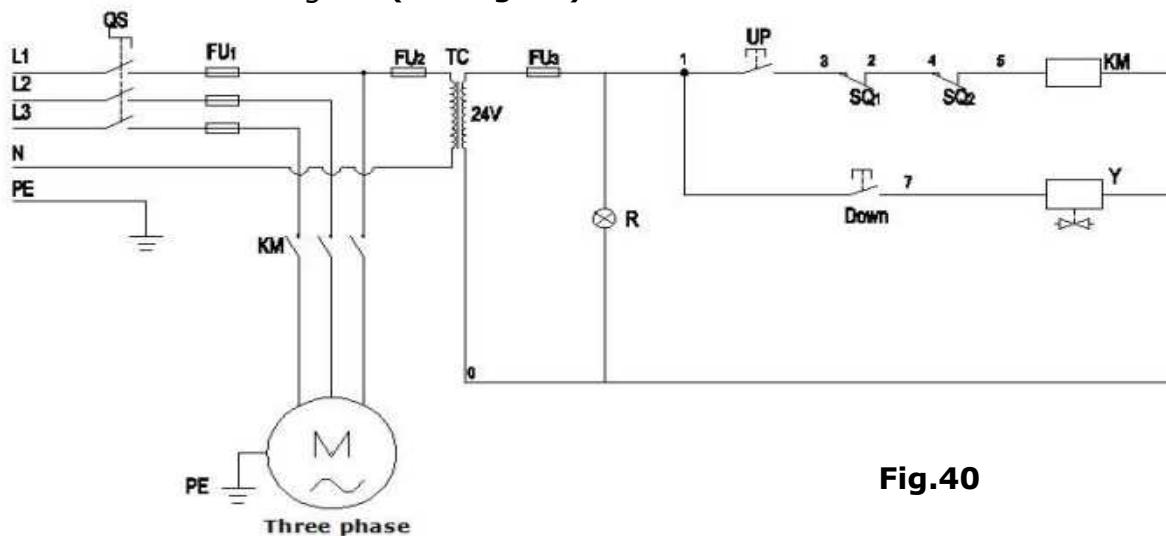 QS
L1
FU1
FU2
TC
FU3
1
UP
3
2
4
5
KM
L2
SQ1
SQ2
L3
24V
N
PE
7
Y
R
Down
KM
0
M
PE
Fig.40
Three phase